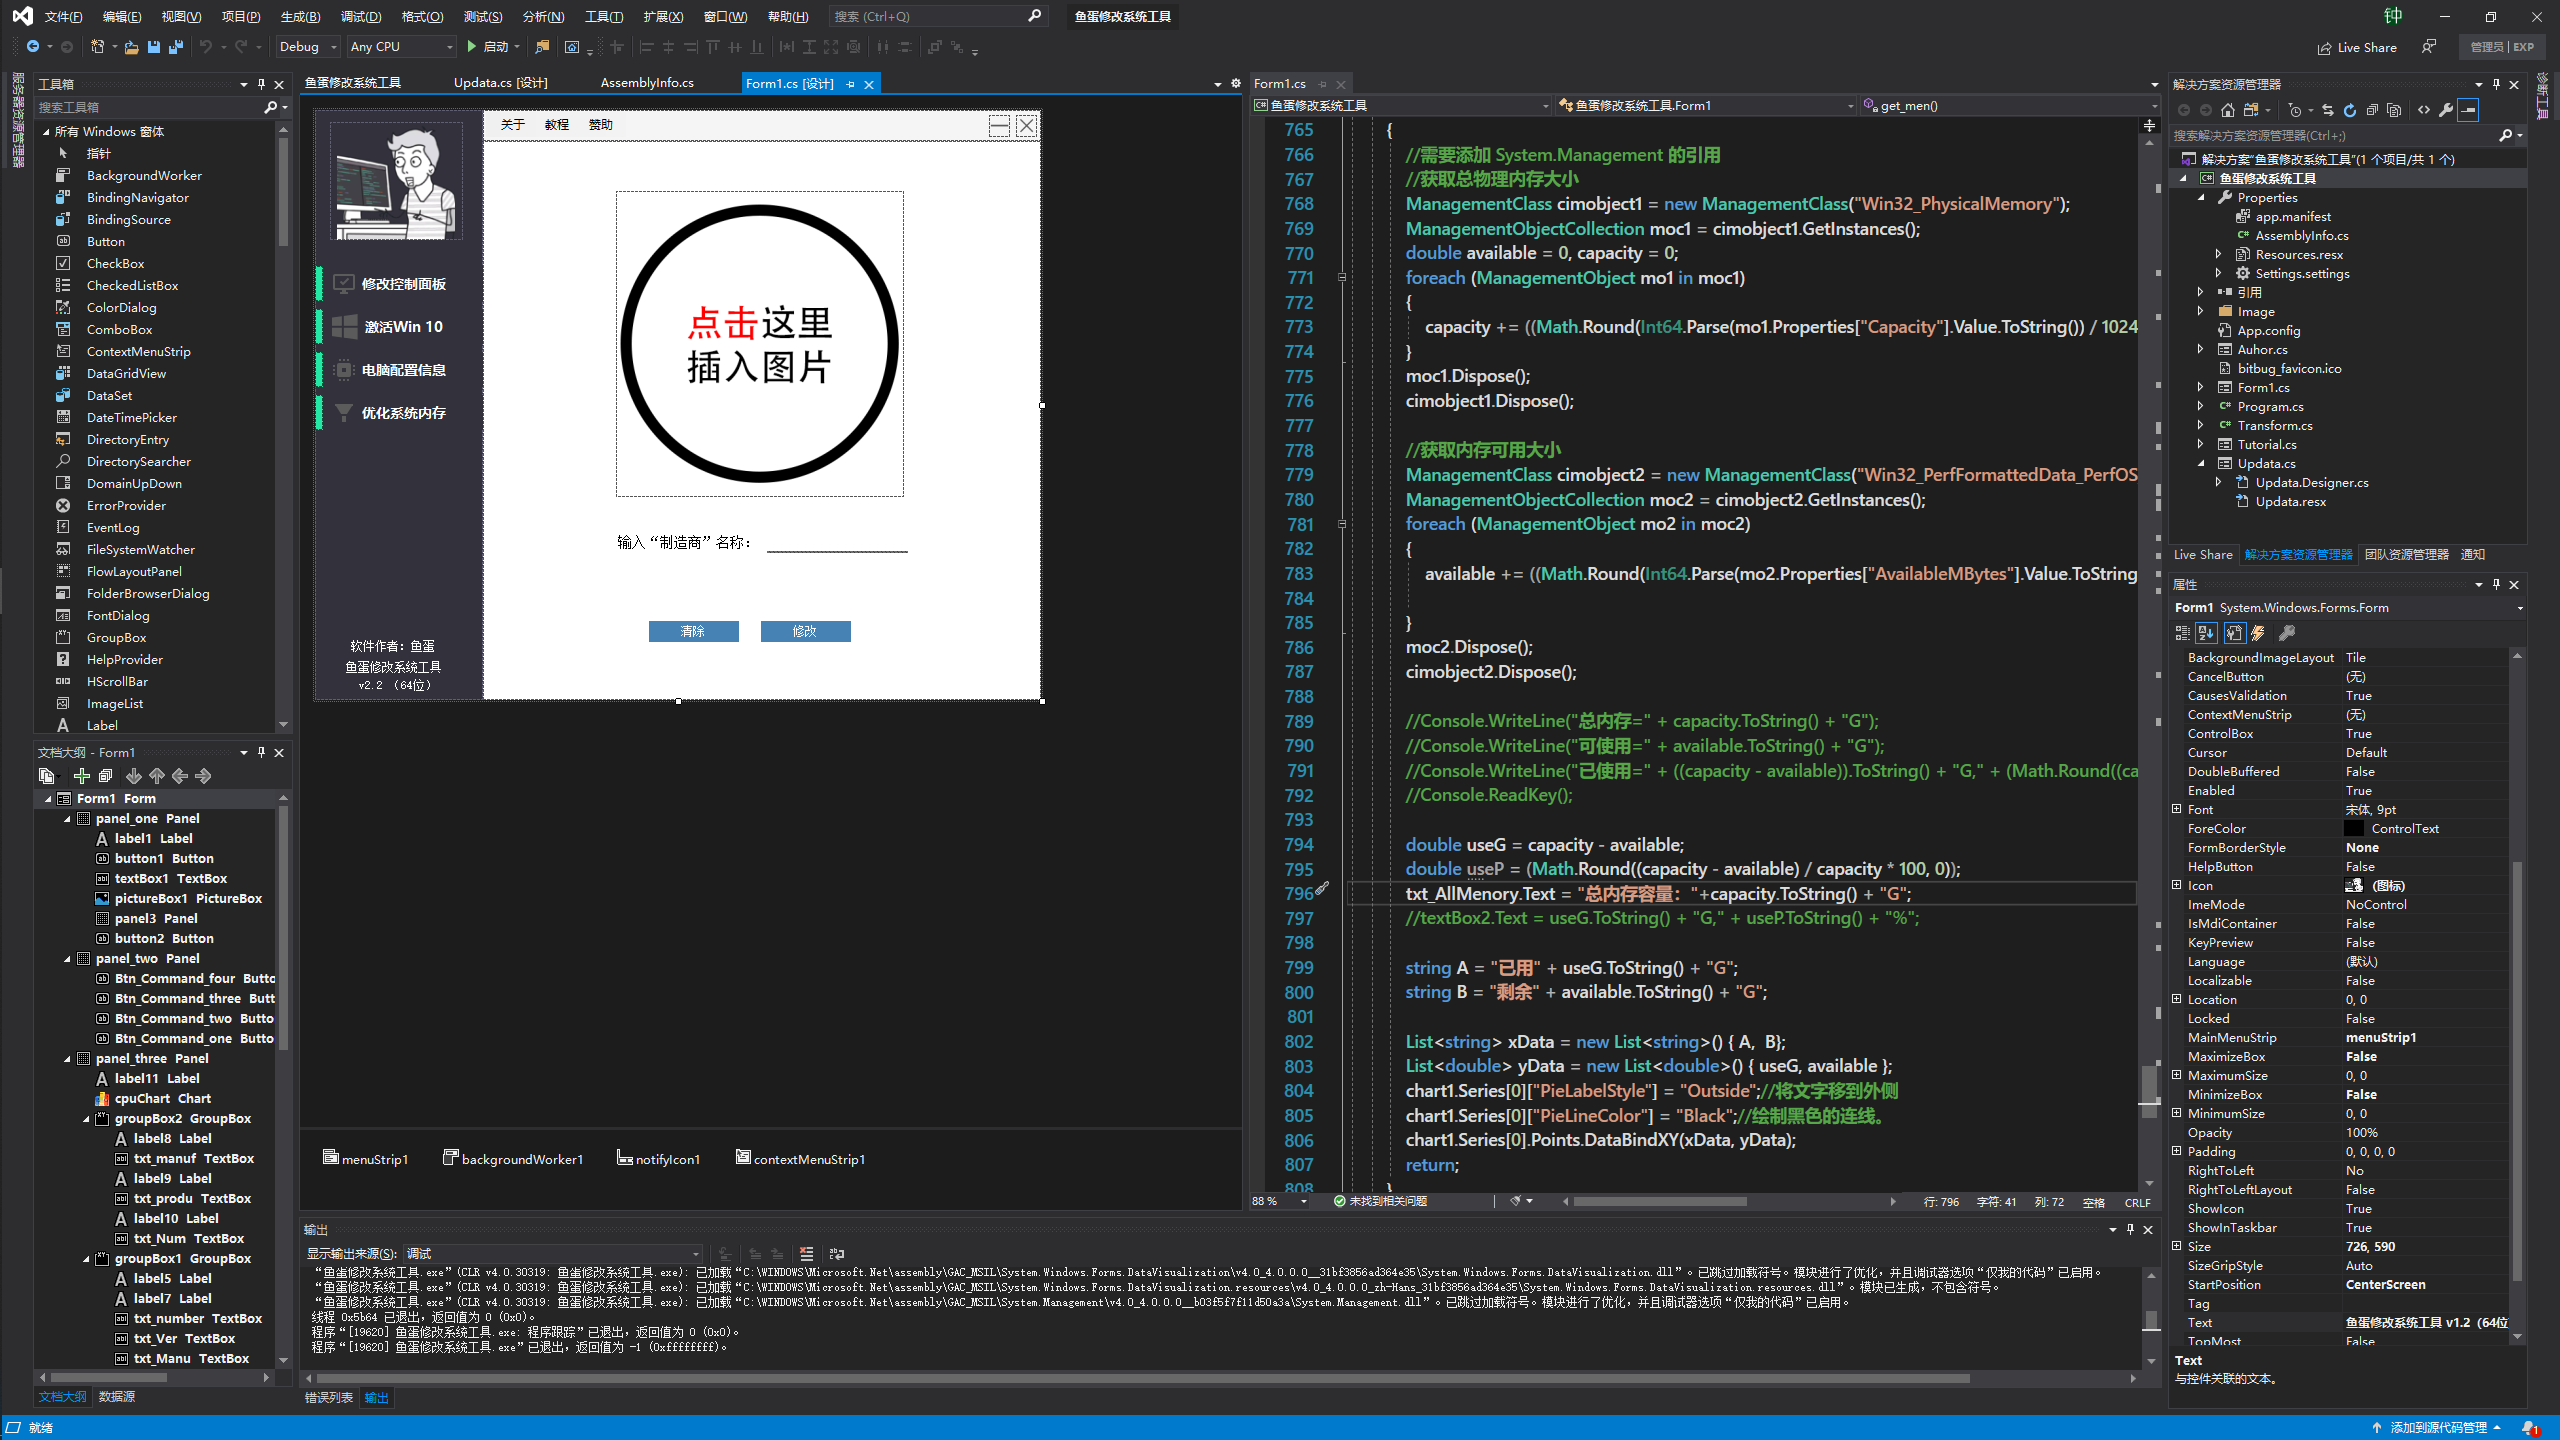 文件(F) 编辑(E) 视图(V) 项目(P) 生成(B) 调试(D) 格式(O) 测试(S) 分析(N) 工具(T) 扩展(X) 窗口(W) 帮助(H) 搜索 (Ctrl+Q) 鱼蛋修改系统工具 钟
Debug Any CPU 启动 Live Share 管理员 | EXP
服务器资源管理器
工具箱
搜索工具箱
所有 Windows 窗体
指针
BackgroundWorker
BindingNavigator
BindingSource
Button
CheckBox
CheckedListBox
ColorDialog
ComboBox
ContextMenuStrip
DataGridView
DataSet
DateTimePicker
DirectoryEntry
DirectorySearcher
DomainUpDown
ErrorProvider
EventLog
FileSystemWatcher
FlowLayoutPanel
FolderBrowserDialog
FontDialog
GroupBox
HelpProvider
HScrollBar
ImageList
Label
文档大纲 - Form1
Form1 Form
panel_one Panel
label1 Label
button1 Button
textBox1 TextBox
pictureBox1 PictureBox
panel3 Panel
button2 Button
panel_two Panel
Btn_Command_four Butto
Btn_Command_three Butt
Btn_Command_two Butto
Btn_Command_one Butto
panel_three Panel
label11 Label
cpuChart Chart
groupBox2 GroupBox
label8 Label
txt_manuf TextBox
label9 Label
txt_produ TextBox
label10 Label
txt_Num TextBox
groupBox1 GroupBox
label5 Label
label7 Label
txt_number TextBox
txt_Ver TextBox
txt_Manu TextBox
文档大纲 数据源
鱼蛋修改系统工具 Updata.cs [设计] AssemblyInfo.cs Form1.cs [设计]
关于 教程 赞助
修改控制面板
激活Win 10
电脑配置信息
优化系统内存
点击这里
插入图片
输入“制造商”名称：
清除 修改
软件作者：鱼蛋
鱼蛋修改系统工具
v2.2 （64位）
menuStrip1 backgroundWorker1 notifyIcon1 contextMenuStrip1
Form1.cs
鱼蛋修改系统工具 鱼蛋修改系统工具.Form1 get_men()
765 {
766 //需要添加 System.Management 的引用
767 //获取总物理内存大小
768 ManagementClass cimobject1 = new ManagementClass("Win32_PhysicalMemory");
769 ManagementObjectCollection moc1 = cimobject1.GetInstances();
770 double available = 0, capacity = 0;
771 foreach (ManagementObject mo1 in moc1)
772 {
773 capacity += ((Math.Round(Int64.Parse(mo1.Properties["Capacity"].Value.ToString()) / 1024
774 }
775 moc1.Dispose();
776 cimobject1.Dispose();
777
778 //获取内存可用大小
779 ManagementClass cimobject2 = new ManagementClass("Win32_PerfFormattedData_PerfOS
780 ManagementObjectCollection moc2 = cimobject2.GetInstances();
781 foreach (ManagementObject mo2 in moc2)
782 {
783 available += ((Math.Round(Int64.Parse(mo2.Properties["AvailableMBytes"].Value.ToString
784
785 }
786 moc2.Dispose();
787 cimobject2.Dispose();
788
789 //Console.WriteLine("总内存=" + capacity.ToString() + "G");
790 //Console.WriteLine("可使用=" + available.ToString() + "G");
791 //Console.WriteLine("已使用=" + ((capacity - available)).ToString() + "G," + (Math.Round((ca
792 //Console.ReadKey();
793
794 double useG = capacity - available;
795 double useP = (Math.Round((capacity - available) / capacity * 100, 0));
796 txt_AllMenory.Text = "总内存容量："+capacity.ToString() + "G";
797 //textBox2.Text = useG.ToString() + "G," + useP.ToString() + "%";
798
799 string A = "已用" + useG.ToString() + "G";
800 string B = "剩余" + available.ToString() + "G";
801
802 List<string> xData = new List<string>() { A, B};
803 List<double> yData = new List<double>() { useG, available };
804 chart1.Series[0]["PieLabelStyle"] = "Outside";//将文字移到外侧
805 chart1.Series[0]["PieLineColor"] = "Black";//绘制黑色的连线。
806 chart1.Series[0].Points.DataBindXY(xData, yData);
807 return;
808 }
88 % 未找到相关问题 行: 796 字符: 41 列: 72 空格 CRLF
输出
显示输出来源(S): 调试
“鱼蛋修改系统工具.exe”(CLR v4.0.30319: 鱼蛋修改系统工具.exe): 已加载“C:\WINDOWS\Microsoft.Net\assembly\GAC_MSIL\System.Windows.Forms.DataVisualization\v4.0_4.0.0.0__31bf3856ad364e35\System.Windows.Forms.DataVisualization.dll”。已跳过加载符号。模块进行了优化，并且调试器选项“仅我的代码”已启用。
“鱼蛋修改系统工具.exe”(CLR v4.0.30319: 鱼蛋修改系统工具.exe): 已加载“C:\WINDOWS\Microsoft.Net\assembly\GAC_MSIL\System.Windows.Forms.DataVisualization.resources\v4.0_4.0.0.0_zh-Hans_31bf3856ad364e35\System.Windows.Forms.DataVisualization.resources.dll”。模块已生成，不包含符号。
“鱼蛋修改系统工具.exe”(CLR v4.0.30319: 鱼蛋修改系统工具.exe): 已加载“C:\WINDOWS\Microsoft.Net\assembly\GAC_MSIL\System.Management\v4.0_4.0.0.0__b03f5f7f11d50a3a\System.Management.dll”。已跳过加载符号。模块进行了优化，并且调试器选项“仅我的代码”已启用。
线程 0x5b64 已退出，返回值为 0 (0x0)。
程序“[19620] 鱼蛋修改系统工具.exe: 程序跟踪”已退出，返回值为 0 (0x0)。
程序“[19620] 鱼蛋修改系统工具.exe”已退出，返回值为 -1 (0xffffffff)。
错误列表 输出
解决方案资源管理器
搜索解决方案资源管理器(Ctrl+;)
解决方案"鱼蛋修改系统工具"(1 个项目/共 1 个)
鱼蛋修改系统工具
Properties
app.manifest
AssemblyInfo.cs
Resources.resx
Settings.settings
引用
Image
App.config
Auhor.cs
bitbug_favicon.ico
Form1.cs
Program.cs
Transform.cs
Tutorial.cs
Updata.cs
Updata.Designer.cs
Updata.resx
Live Share 解决方案资源管理器 团队资源管理器 通知
属性
Form1 System.Windows.Forms.Form
BackgroundImageLayout Tile
CancelButton (无)
CausesValidation True
ContextMenuStrip (无)
ControlBox True
Cursor Default
DoubleBuffered False
Enabled True
Font 宋体, 9pt
ForeColor ControlText
FormBorderStyle None
HelpButton False
Icon (图标)
ImeMode NoControl
IsMdiContainer False
KeyPreview False
Language (默认)
Localizable False
Location 0, 0
Locked False
MainMenuStrip menuStrip1
MaximizeBox False
MaximumSize 0, 0
MinimizeBox False
MinimumSize 0, 0
Opacity 100%
Padding 0, 0, 0, 0
RightToLeft No
RightToLeftLayout False
ShowIcon True
ShowInTaskbar True
Size 726, 590
SizeGripStyle Auto
StartPosition CenterScreen
Tag
Text 鱼蛋修改系统工具 v1.2（64位
TopMost False
Text
与控件关联的文本。
诊断工具
就绪 添加到源代码管理 1